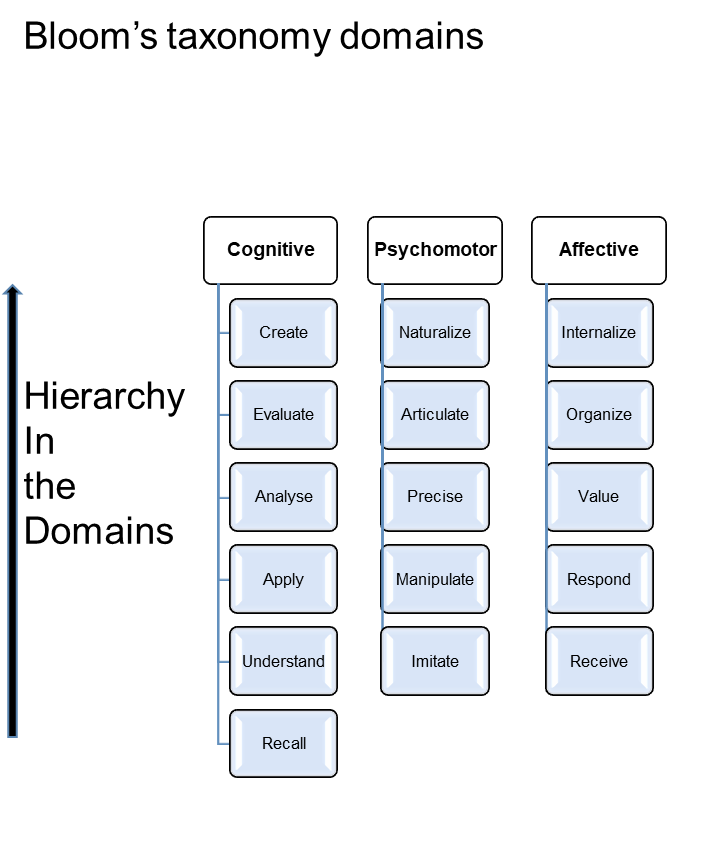 Bloom’s taxonomy domains
Hierarchy
In
the
Domains
Cognitive
Create
Evaluate
Analyse
Apply
Understand
Recall
Psychomotor
Naturalize
Articulate
Precise
Manipulate
Imitate
Affective
Internalize
Organize
Value
Respond
Receive